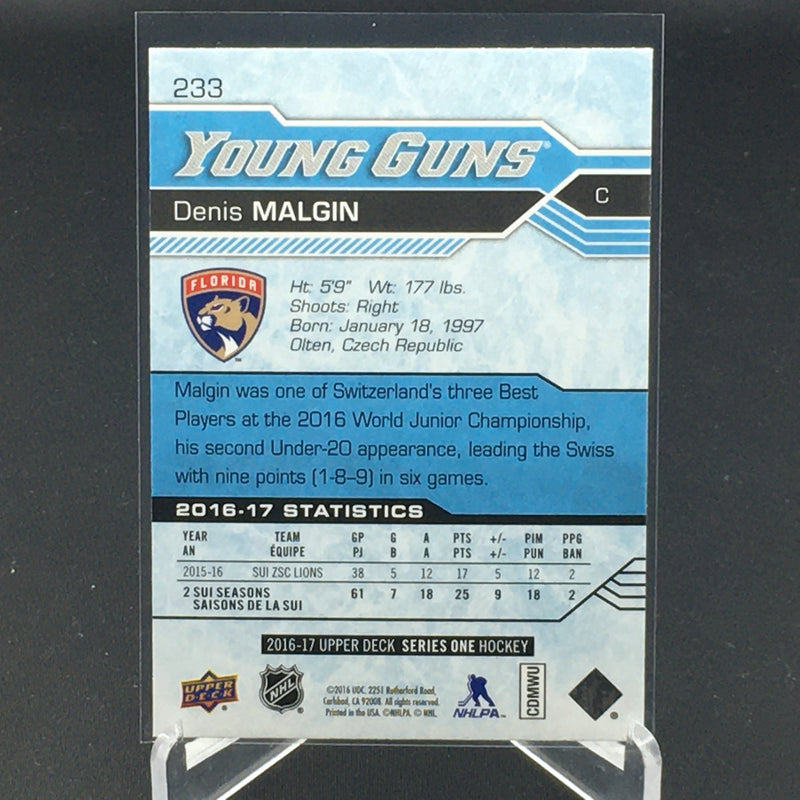 233
YOUNG GUNS®
Denis MALGIN
C
FLORIDA
Ht: 5'9" Wt: 177 lbs.
Shoots: Right
Born: January 18, 1997
Olten, Czech Republic
Malgin was one of Switzerland's three Best
Players at the 2016 World Junior Championship,
his second Under-20 appearance, leading the Swiss
with nine points (1-8–9) in six games.
2016-17 STATISTICS
YEAR TEAM GP G A PTS +/- PIM PPG
AN ÉQUIPE PJ B A PTS +/- PUN BAN
2015-16 SUI ZSC LIONS 38 5 12 17 5 12 2
2 SUI SEASONS 61 7 18 25 9 18 2
SAISONS DE LA SUI
2016-17 UPPER DECK SERIES ONE HOCKEY
UPPER DECK
NHL
©2016 UDC. 2251 Rutherford Road,
Carlsbad, CA 92008. All rights reserved.
Printed in the USA. ©NHLPA. © NHL.
NHLPA™
CDMWU